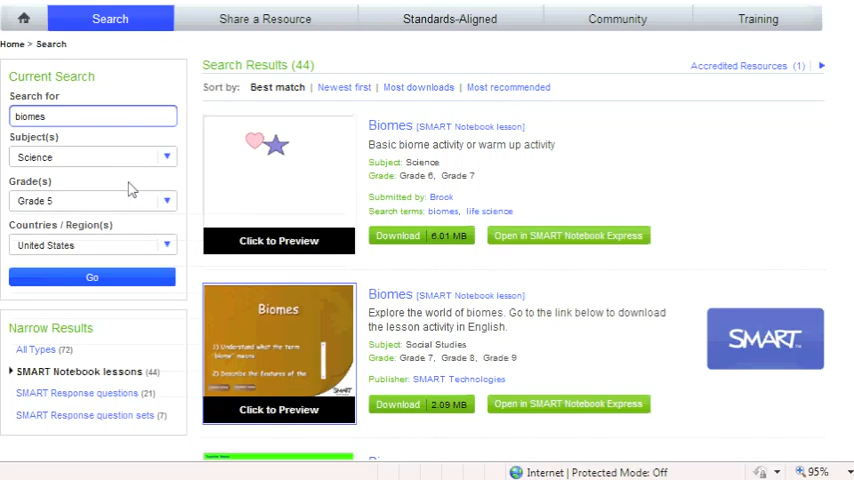 Search
Share a Resource
Standards-Aligned
Community
Training
Home > Search
Current Search
Search for
biomes
Subject(s)
Science
Grade(s)
Grade 5
Countries / Region(s)
United States
Go
Narrow Results
All Types (72)
SMART Notebook lessons (44)
SMART Response questions (21)
SMART Response question sets (7)
Search Results (44)
Accredited Resources (1)
Sort by: Best match | Newest first | Most downloads | Most recommended
Click to Preview
Biomes [SMART Notebook lesson]
Basic biome activity or warm up activity
Subject: Science
Grade: Grade 6, Grade 7
Submitted by: Brook
Search terms: biomes, life science
Download | 6.01 MB
Open in SMART Notebook Express
Biomes
1) Understand what the term
"biome" means
2) Describe the features of the
Click to Preview
Biomes [SMART Notebook lesson]
Explore the world of biomes. Go to the link below to download
the lesson activity in English.
Subject: Social Studies
Grade: Grade 7, Grade 8, Grade 9
Publisher: SMART Technologies
Download | 2.09 MB
Open in SMART Notebook Express
SMART
Internet | Protected Mode: Off
95%